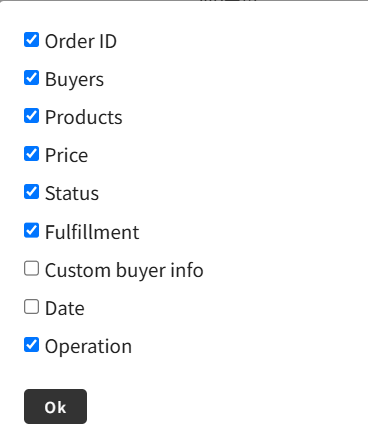 Order ID
Buyers
Products
Price
Status
Fulfillment
Custom buyer info
Date
Operation
Ok